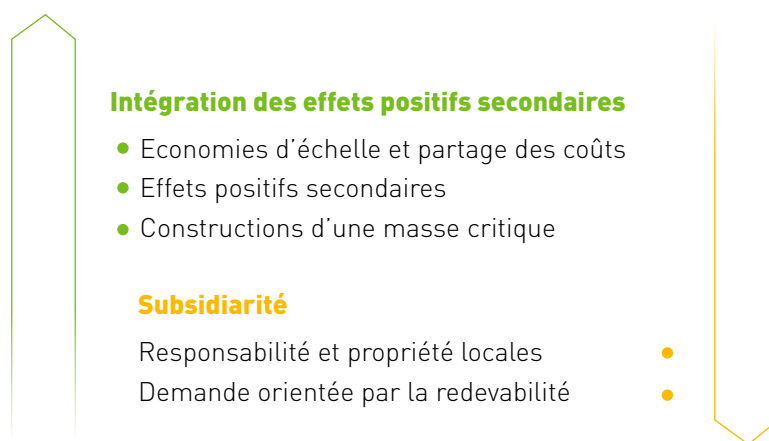 Intégration des effets positifs secondaires
• Economies d’échelle et partage des coûts
• Effets positifs secondaires
• Constructions d’une masse critique
Subsidiarité
Responsabilité et propriété locales •
Demande orientée par la redevabilité •